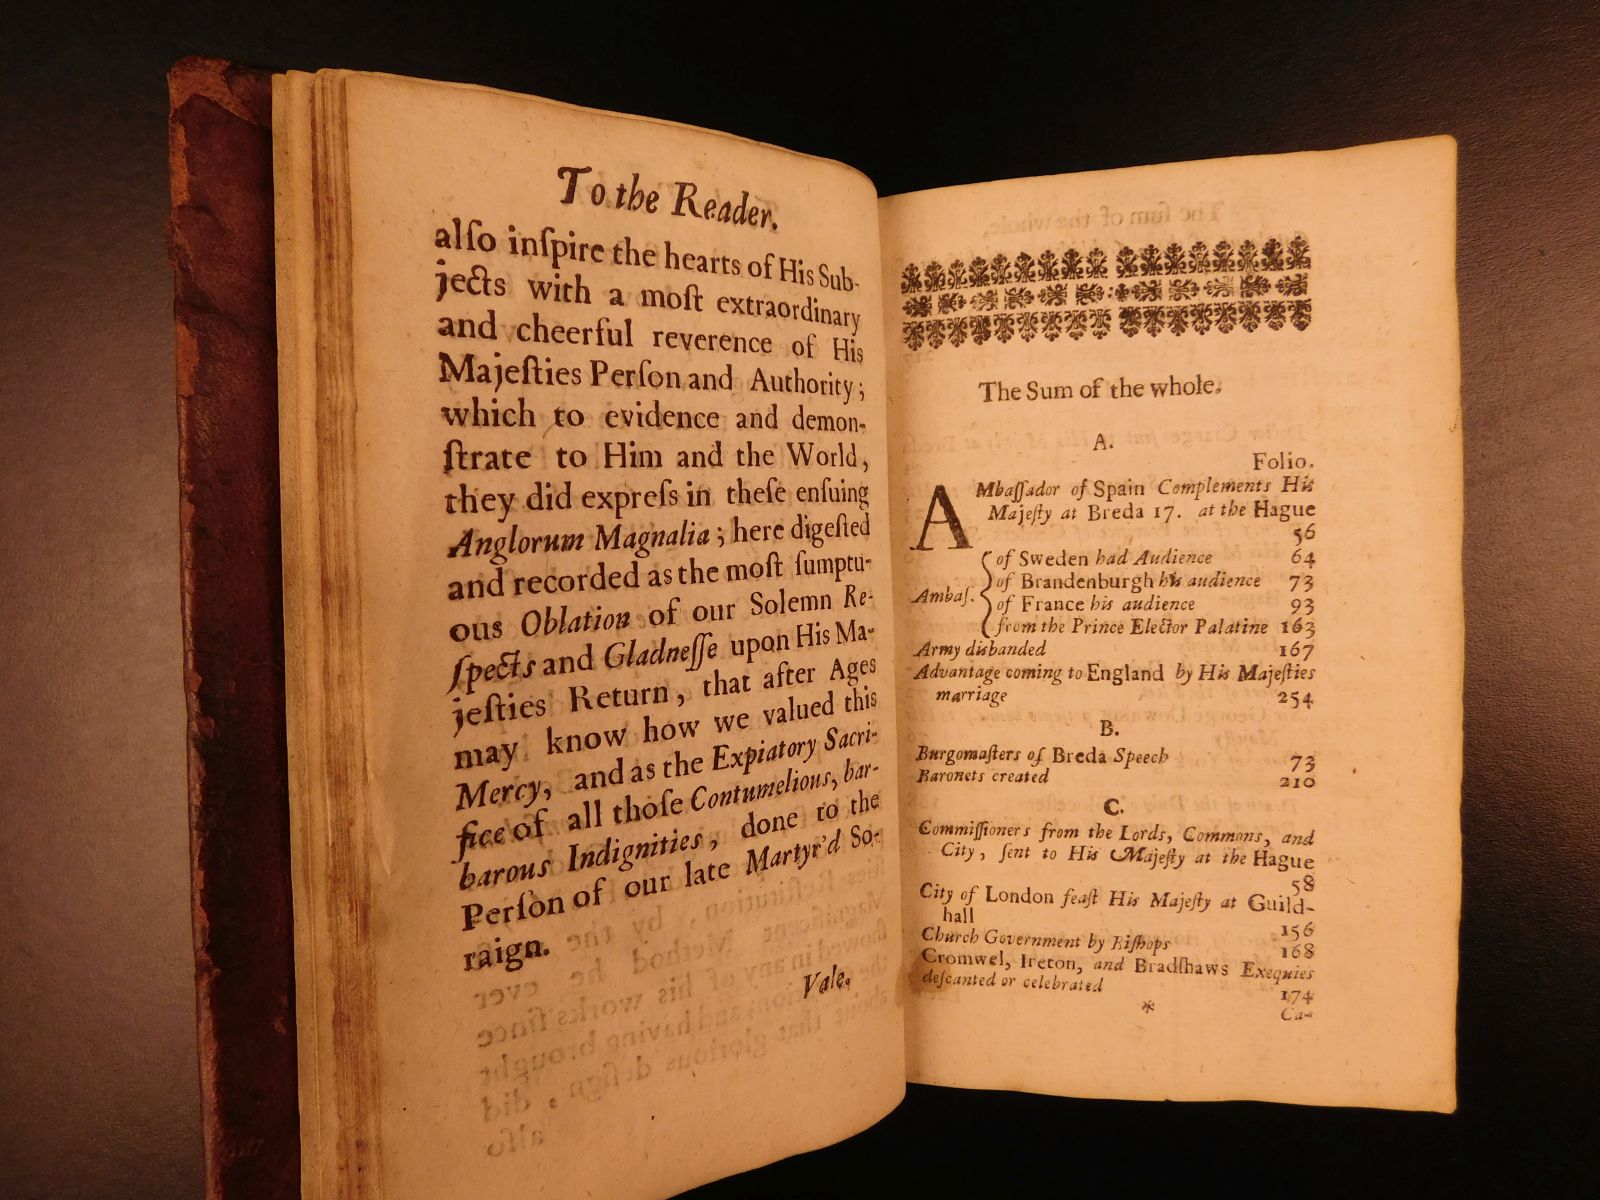 To the Reader.
alſo inſpire the hearts of His Sub-
jects with a moſt extraordinary
and cheerful reverence of His
Majeſties Perſon and Authority;
which to evidence and demon-
ſtrate to Him and the World,
they did expreſs in theſe enſuing
Anglorum Magnalia; here digeſted
and recorded as the moſt ſumptu-
ous Oblation of our Solemn Re-
ſpects and Gladneſſe upon His Ma-
jeſties Return, that after Ages
may know how we valued this
Mercy, and as the Expiatory Sacri-
fice of all thoſe Contumelious, bar-
barous Indignities, done to the
Perſon of our late Martyr'd So-
raign.
Vale.
The Sum of the whole.
A.
Folio.
AMbaſſador of Spain Complements His
Majeſty at Breda 17. at the Hague
56
of Sweden had Audience 64
of Brandenburgh his audience 73
Ambaſ.
of France his audience 93
from the Prince Elector Palatine 163
Army disbanded 167
Advantage coming to England by His Majeſties
marriage 254
B.
Burgomaſters of Breda Speech 73
Baronets created 210
C.
Commiſſioners from the Lords, Commons, and
City, ſent to His Majeſty at the Hague
58
City of London feaſt His Majeſty at Guild-
hall 156
Church Government by Biſhops 168
Cromwel, Ireton, and Bradſhaws Exequies
deſcanted or celebrated 174
* Ca-